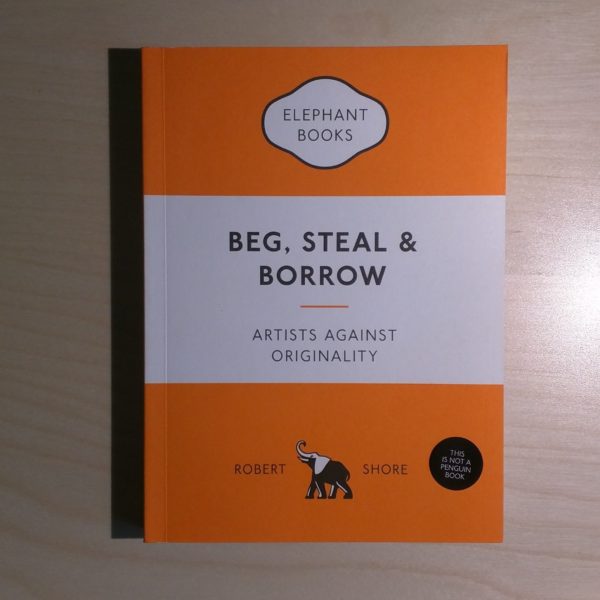 ELEPHANT
BOOKS
BEG, STEAL &
BORROW
ARTISTS AGAINST
ORIGINALITY
ROBERT SHORE
THIS
IS NOT A
PENGUIN
BOOK